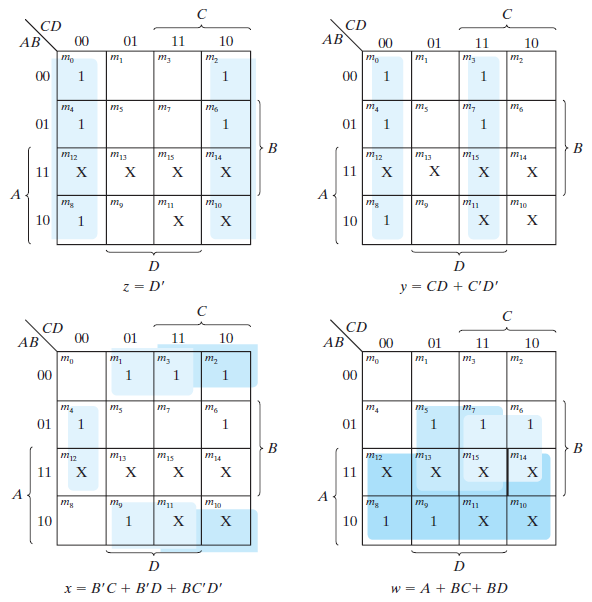 C
CD
AB 00 01 11 10
m0 m1 m3 m2
00 1 1
m4 m5 m7 m6
01 1 1
B
m12 m13 m15 m14
11 X X X X
A
m8 m9 m11 m10
10 1 X X
D
z = D'
C
CD
AB 00 01 11 10
m0 m1 m3 m2
00 1 1
m4 m5 m7 m6
01 1 1
B
m12 m13 m15 m14
11 X X X X
A
m8 m9 m11 m10
10 1 X X
D
y = CD + C'D'
C
CD
AB 00 01 11 10
m0 m1 m3 m2
00 1 1 1
m4 m5 m7 m6
01 1 1
B
m12 m13 m15 m14
11 X X X X
A
m8 m9 m11 m10
10 1 X X
D
x = B'C + B'D + BC'D'
C
CD
AB 00 01 11 10
m0 m1 m3 m2
00
m4 m5 m7 m6
01 1 1 1
B
m12 m13 m15 m14
11 X X X X
A
m8 m9 m11 m10
10 1 1 X X
D
w = A + BC+ BD